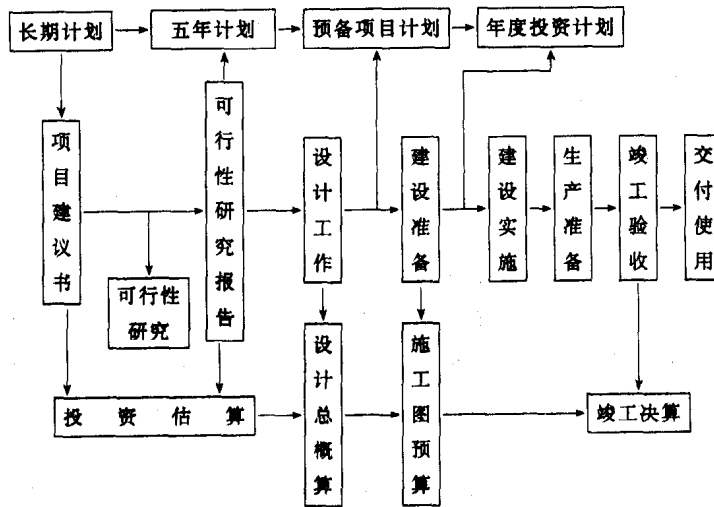 长期计划
五年计划
预备项目计划
年度投资计划
项目建议书
可行性研究
可行性研究报告
设计工作
建设准备
建设实施
生产准备
竣工验收
交付使用
投资估算
设计总概算
施工图预算
竣工决算